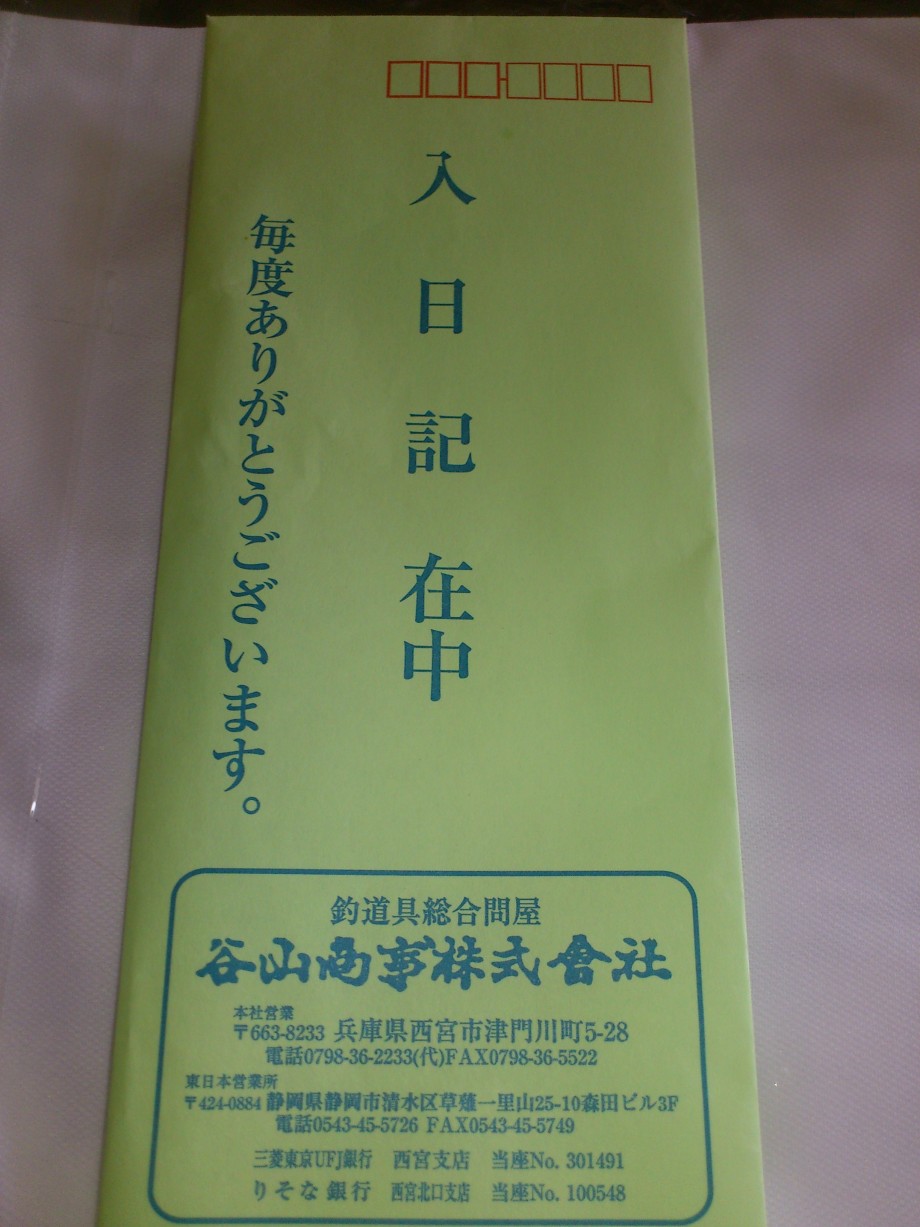 入日記在中
毎度ありがとうございます。
釣道具総合問屋
谷山商事株式會社
本社営業
〒663-8233 兵庫県西宮市津門川町5-28
電話0798-36-2233(代)FAX0798-36-5522
東日本営業所
〒424-0884 静岡県静岡市清水区草薙一里山25-10森田ビル3F
電話0543-45-5726 FAX0543-45-5749
三菱東京UFJ銀行 西宮支店 当座No. 301491
りそな銀行 西宮北口支店 当座No. 100548